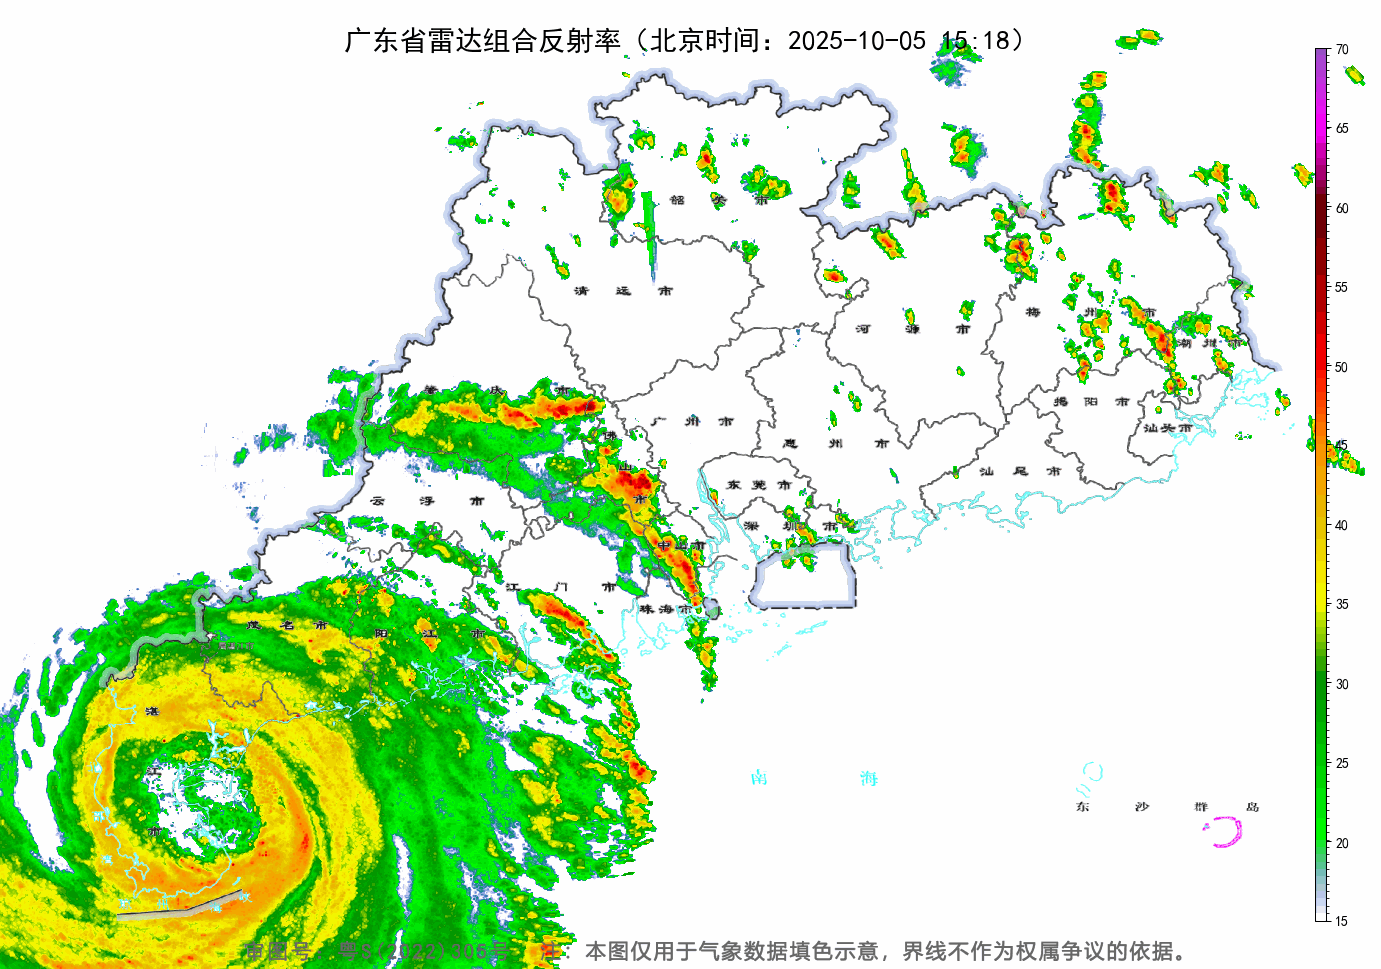 广东省雷达组合反射率（北京时间：2025-10-05 15:18）
70
65
60
55
50
45
40
35
30
25
20
15
韶 关 市
清 远 市
河 源 市
梅 州 市
潮 州 市
肇 庆 市
揭 阳 市
广 州 市
佛 山 市
汕头市
惠 州 市
汕 尾 市
东 莞 市
云 浮 市
深 圳 市
中山市
江 门 市
珠海市
茂 名 市
阳 江 市
湛 江 市
南 海
东 沙 群 岛
审图号：粤S(2022)305号 注：本图仅用于气象数据填色示意，界线不作为权属争议的依据。